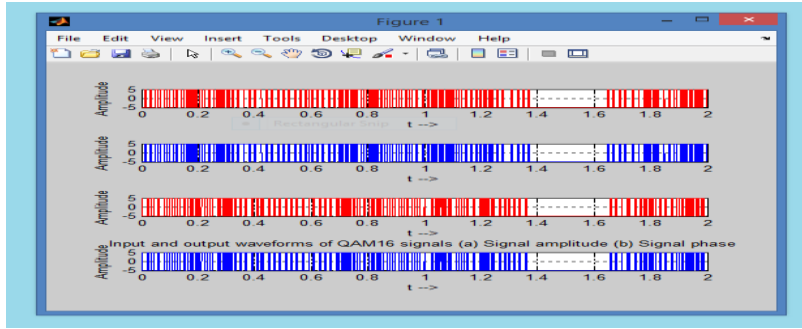 Figure 1
File Edit View Insert Tools Desktop Window Help
Amplitude
5
0
-5
0 0.2 0.4 0.6 0.8 1 1.2 1.4 1.6 1.8 2
t -->
Rectangular Snip
Amplitude
5
0
-5
0 0.2 0.4 0.6 0.8 1 1.2 1.4 1.6 1.8 2
t -->
Amplitude
5
0
-5
0 0.2 0.4 0.6 0.8 1 1.2 1.4 1.6 1.8 2
t -->
Input and output waveforms of QAM16 signals (a) Signal amplitude (b) Signal phase
Amplitude
5
0
-5
0 0.2 0.4 0.6 0.8 1 1.2 1.4 1.6 1.8 2
t -->